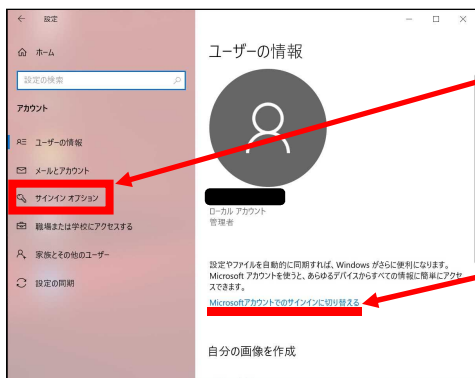 設定
ホーム
設定の検索
アカウント
ユーザーの情報
メールとアカウント
サインイン オプション
職場または学校にアクセスする
家族とその他のユーザー
設定の同期
ユーザーの情報
ローカル アカウント
管理者
設定やファイルを自動的に同期すれば、Windows がさらに便利になります。
Microsoft アカウントを使うと、あらゆるデバイスからすべての情報に簡単にアクセ
スできます。
Microsoftアカウントでのサインインに切り替える
自分の画像を作成